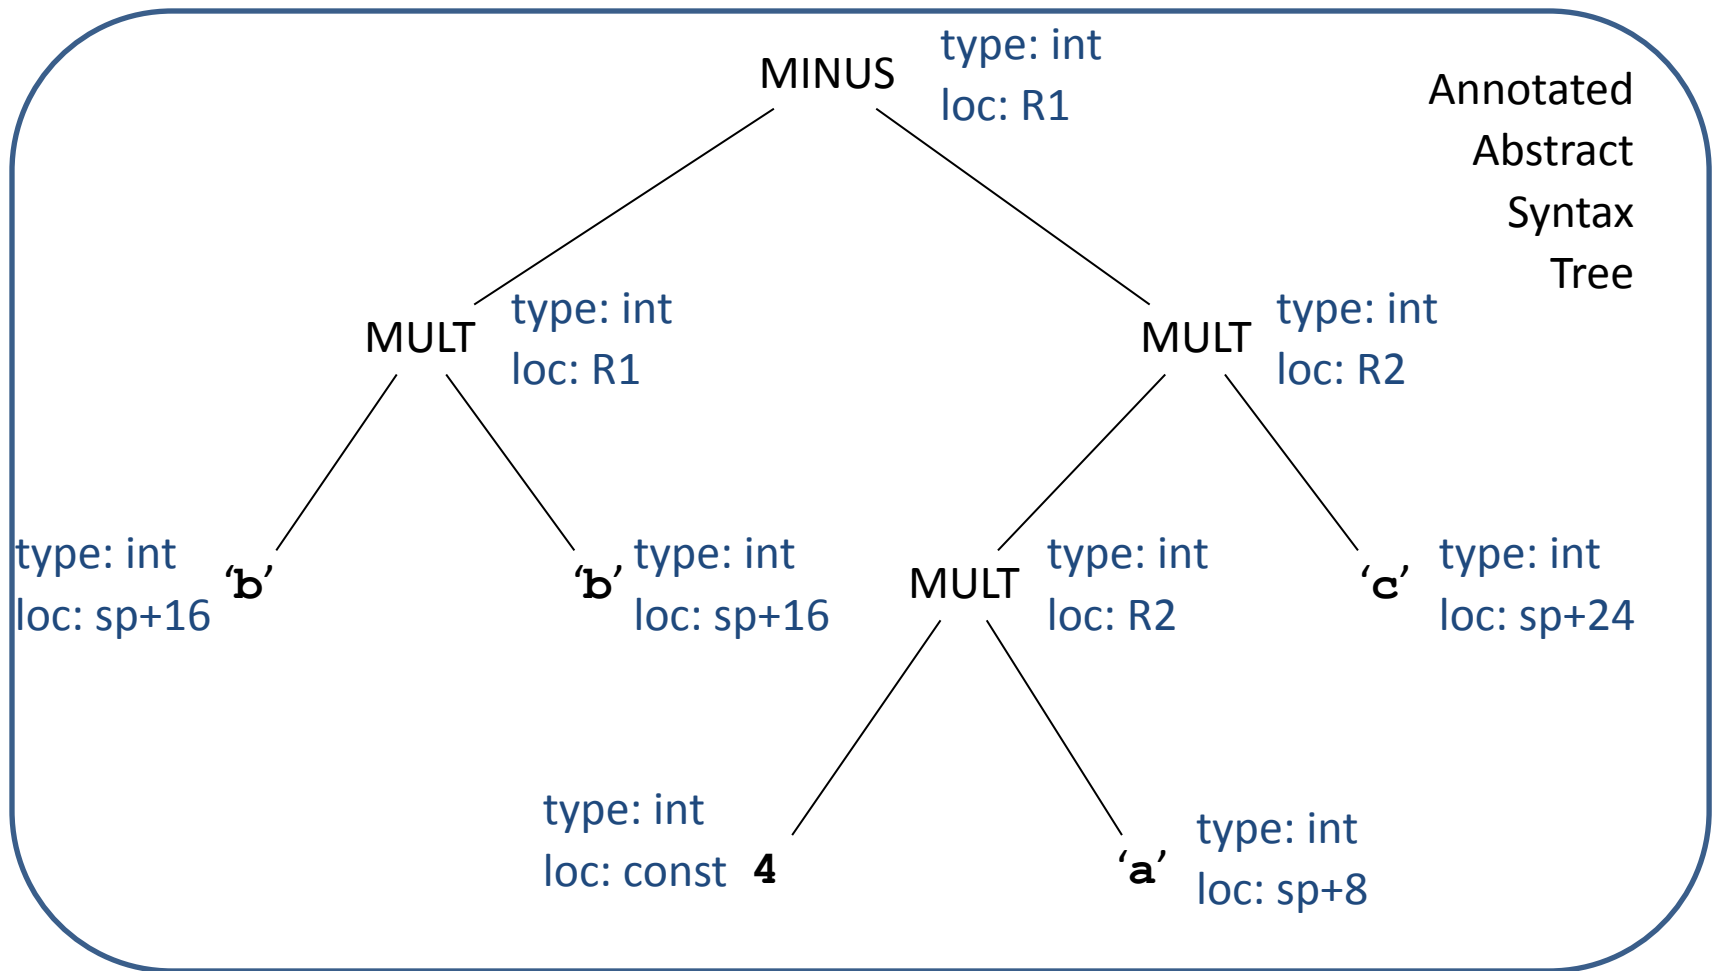 type: int
MINUS
loc: R1
Annotated
Abstract
Syntax
Tree
type: int
MULT
loc: R1
type: int
MULT
loc: R2
type: int
‘b’
loc: sp+16
‘b’
type: int
loc: sp+16
MULT
type: int
loc: R2
‘c’
type: int
loc: sp+24
type: int
loc: const 4
‘a’
type: int
loc: sp+8